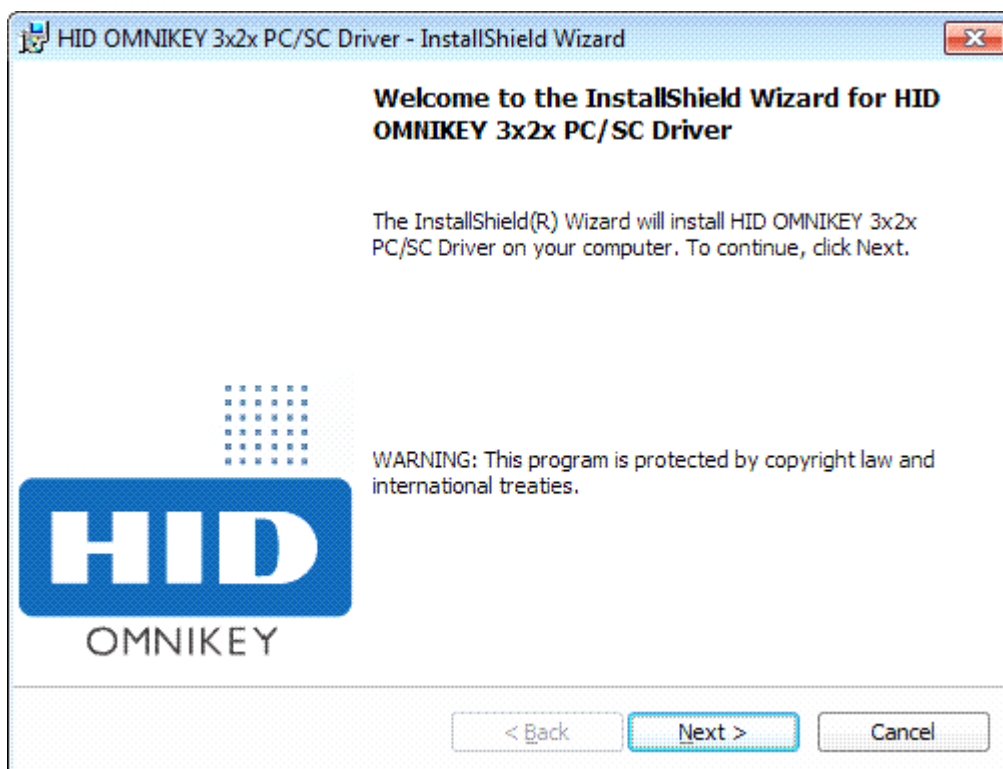 HID OMNIKEY 3x2x PC/SC Driver - InstallShield Wizard
Welcome to the InstallShield Wizard for HID
OMNIKEY 3x2x PC/SC Driver
The InstallShield(R) Wizard will install HID OMNIKEY 3x2x
PC/SC Driver on your computer. To continue, click Next.
WARNING: This program is protected by copyright law and
international treaties.
HID
OMNIKEY
< Back
Next >
Cancel